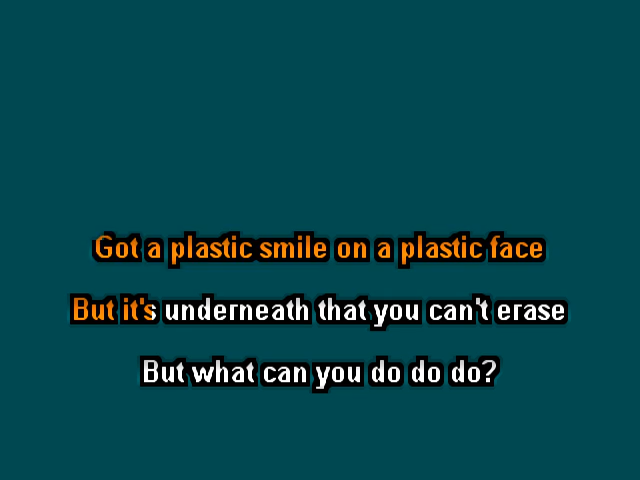 Got a plastic smile on a plastic face
But it's underneath that you can't erase
But what can you do do do?